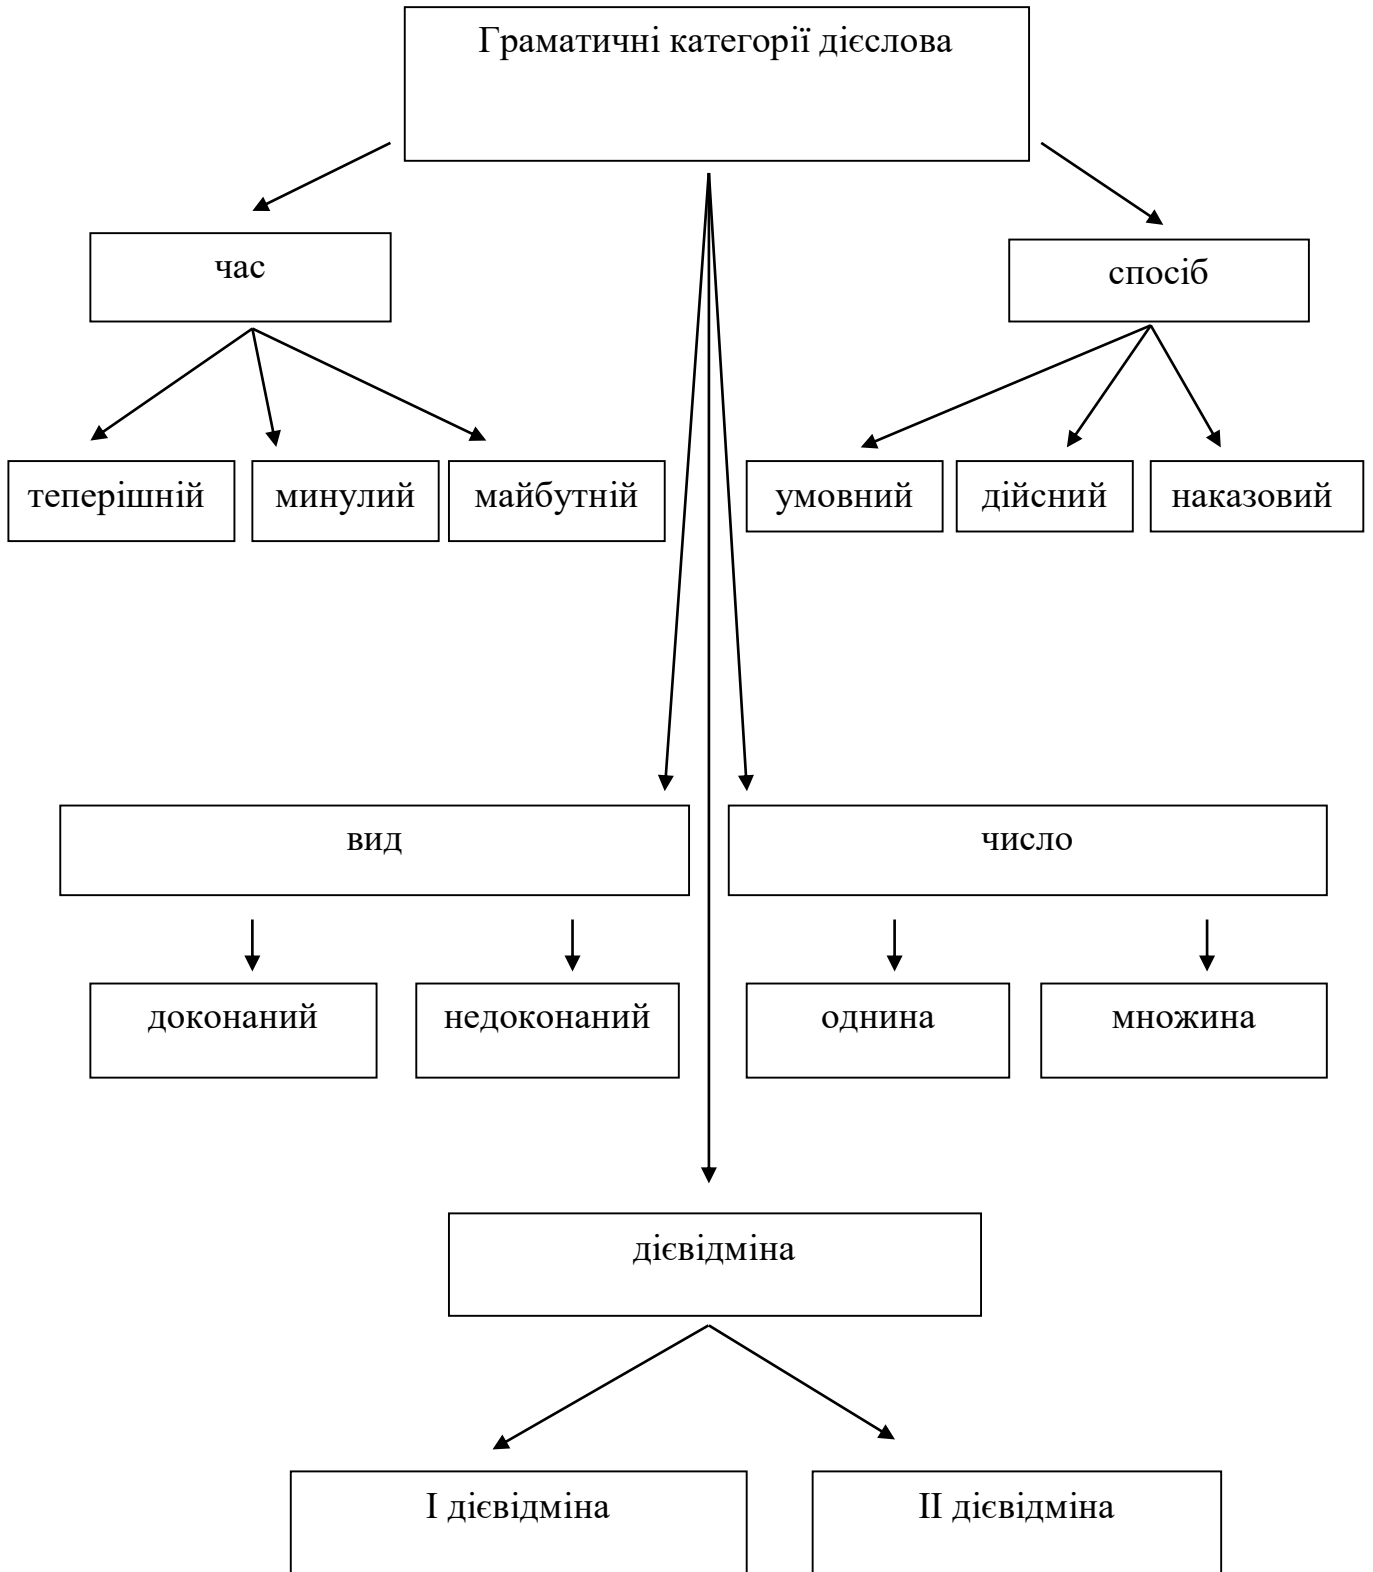 Граматичні категорії дієслова
час
спосіб
теперішній
минулий
майбутній
умовний
дійсний
наказовий
вид
число
доконаний
недоконаний
однина
множина
дієвідміна
І дієвідміна
ІІ дієвідміна